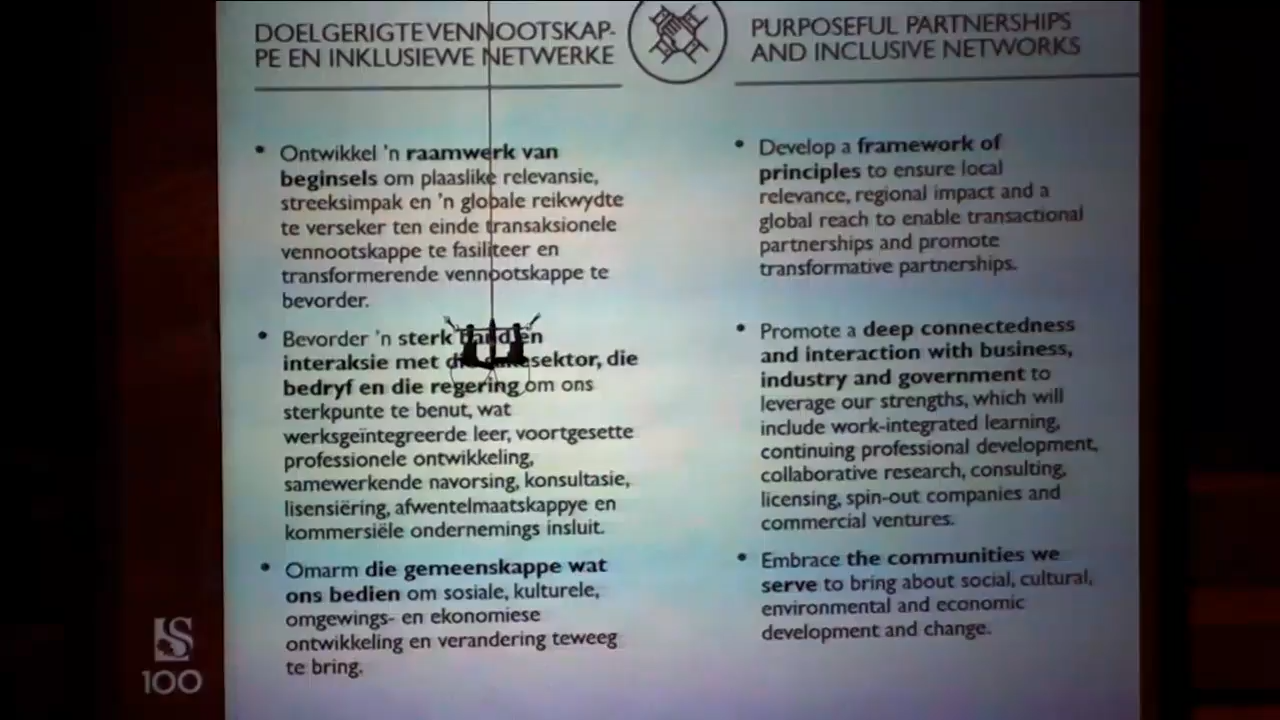 DOELGERIGTE VENNOOTSKAP-
PE EN INKLUSIEWE NETWERKE
• Ontwikkel 'n raamwerk van
beginsels om plaaslike relevansie,
streeksimpak en 'n globale reikwydte
te verseker ten einde transaksionele
vennootskappe te fasiliteer en
transformerende vennootskappe te
bevorder.
• Bevorder 'n sterk band en
interaksie met die sektor, die
bedryf en die regering om ons
sterkpunte te benut, wat
werksgeïntegreerde leer, voortgesette
professionele ontwikkeling,
samewerkende navorsing, konsultasie,
lisensiëring, afwentelmaatskappye en
kommersiële ondernemings insluit.
• Omarm die gemeenskappe wat
ons bedien om sosiale, kulturele,
omgewings- en ekonomiese
ontwikkeling en verandering teweeg
te bring.
PURPOSEFUL PARTNERSHIPS
AND INCLUSIVE NETWORKS
• Develop a framework of
principles to ensure local
relevance, regional impact and a
global reach to enable transactional
partnerships and promote
transformative partnerships.
• Promote a deep connectedness
and interaction with business,
industry and government to
leverage our strengths, which will
include work-integrated learning,
continuing professional development,
collaborative research, consulting,
licensing, spin-out companies and
commercial ventures.
• Embrace the communities we
serve to bring about social, cultural,
environmental and economic
development and change.
S
100